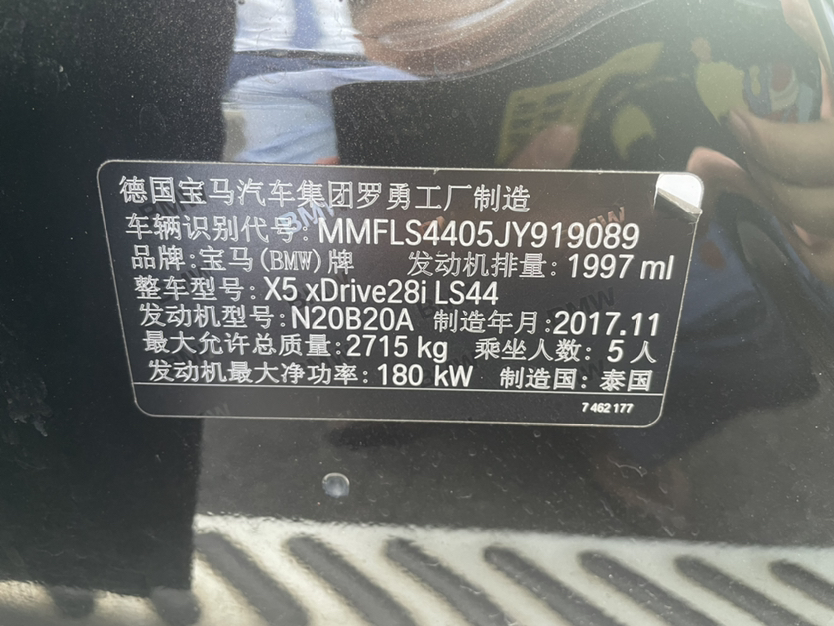 德国宝马汽车集团罗勇工厂制造
车辆识别代号: MMFLS4405JY919089
品牌:宝马(BMW)牌 发动机排量: 1997 ml
整车型号: X5 xDrive28i LS44
发动机型号: N20B20A 制造年月:2017.11
最大允许总质量: 2715 kg 乘坐人数: 5人
发动机最大净功率: 180 kW 制造国: 泰国
7 462 177